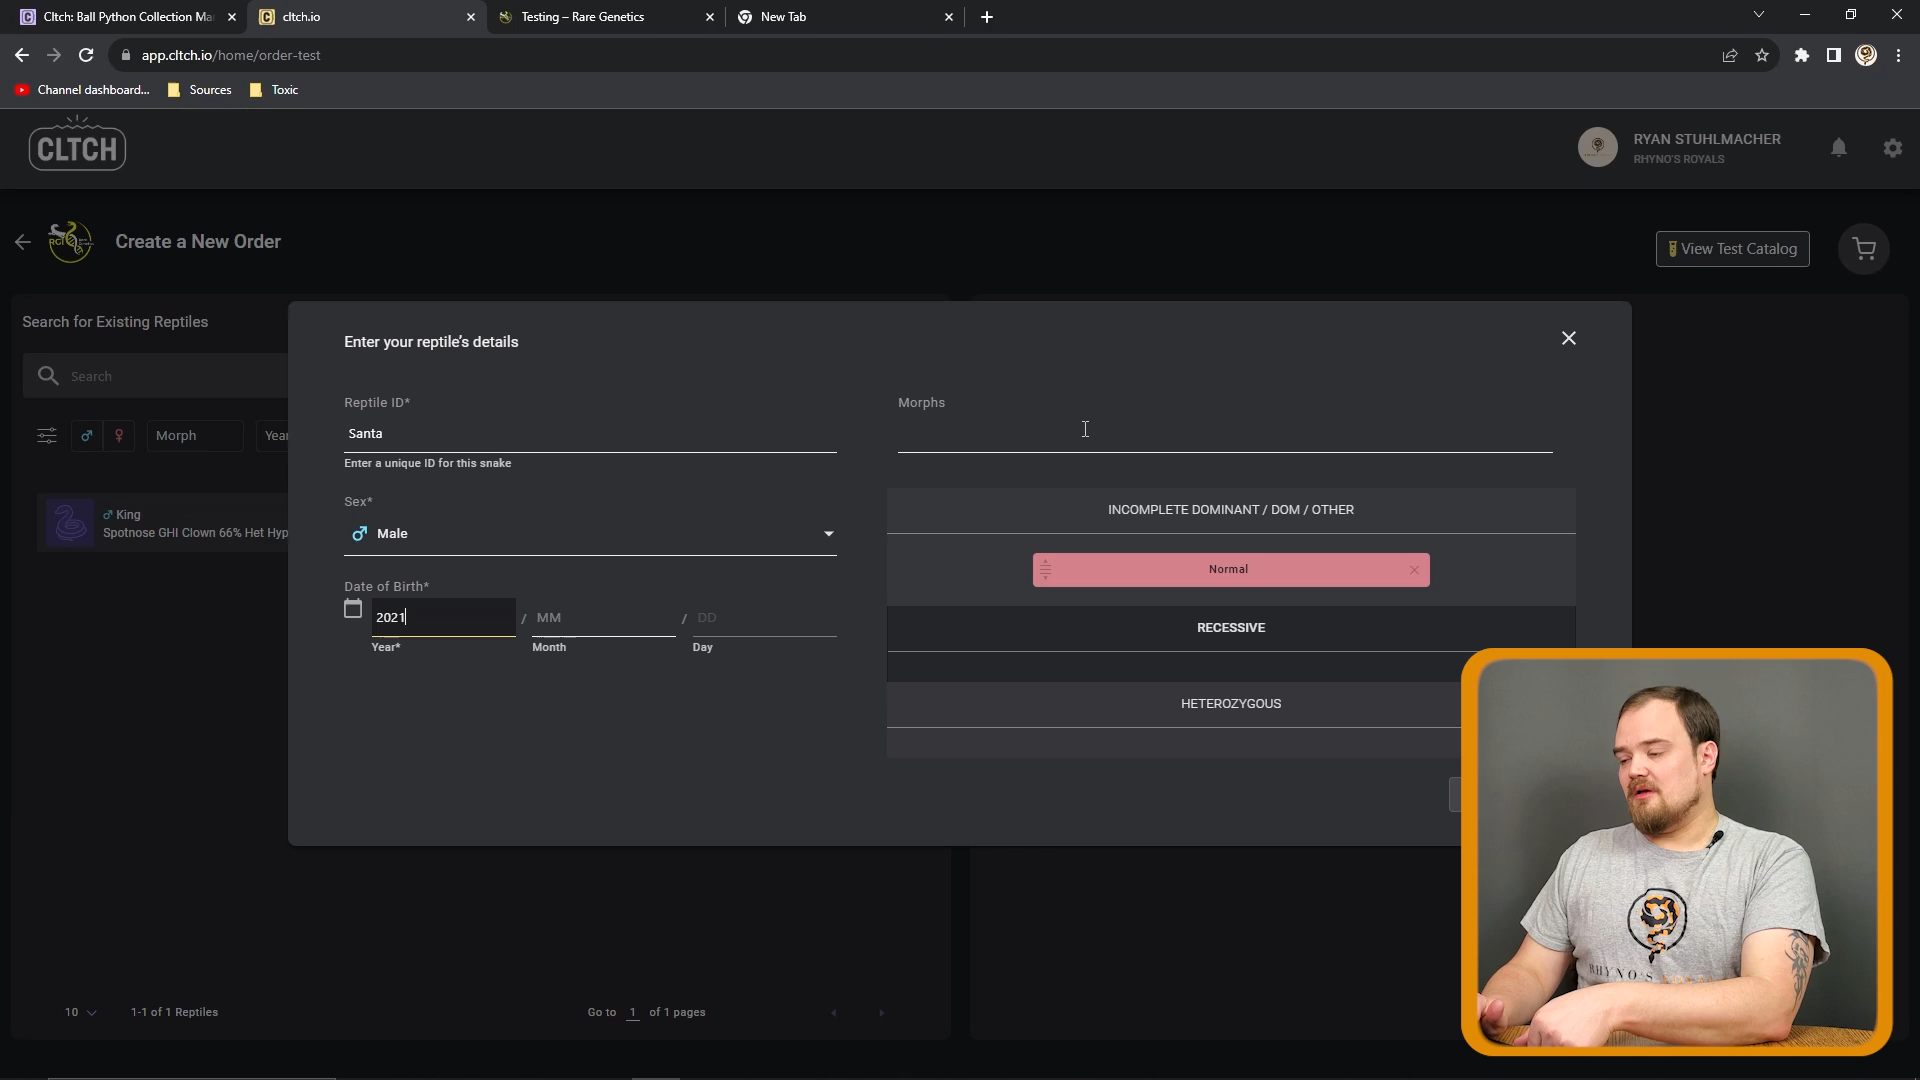 Cltch: Ball Python Collection Ma
cltch.io
Testing – Rare Genetics
New Tab
app.cltch.io/home/order-test
Channel dashboard...
Sources
Toxic
CLTCH
RYAN STUHLMACHER
RHYNO'S ROYALS
RGI
Create a New Order
View Test Catalog
Search for Existing Reptiles
Search
Morph
Year
King
Spotnose GHI Clown 66% Het Hyp
Enter your reptile's details
Reptile ID*
Santa
Enter a unique ID for this snake
Sex*
Male
Date of Birth*
2021 / MM / DD
Year* Month Day
Morphs
INCOMPLETE DOMINANT / DOM / OTHER
Normal
RECESSIVE
HETEROZYGOUS
10
1-1 of 1 Reptiles
Go to 1 of 1 pages
RHYNO'S